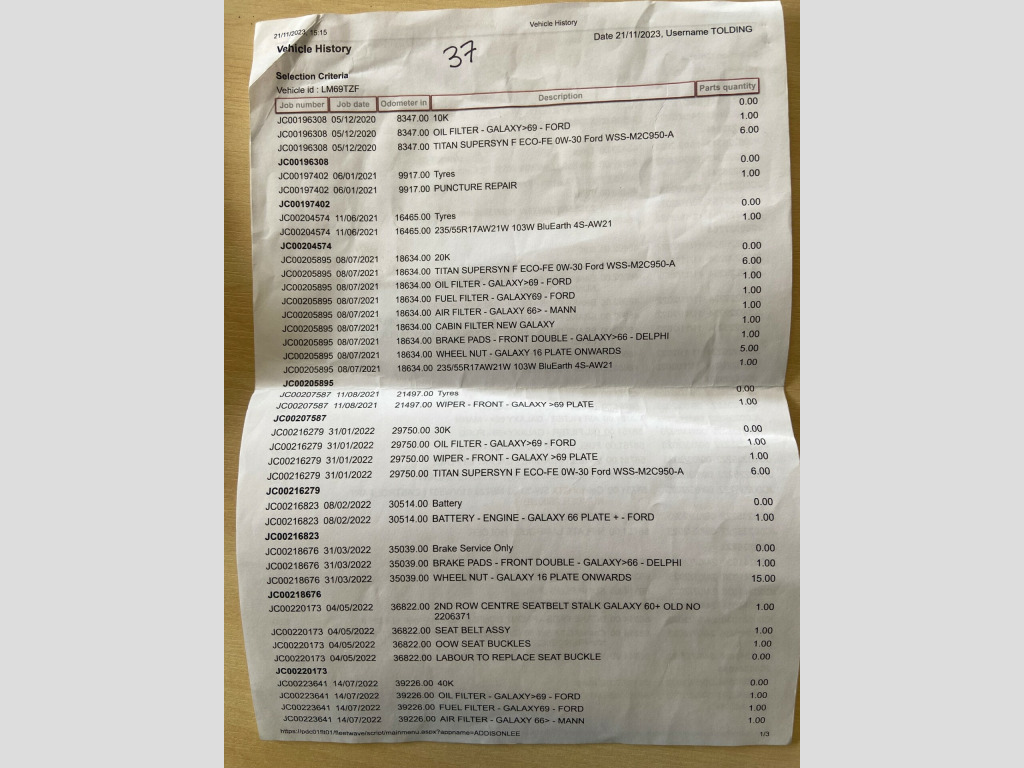 21/11/2023, 15:15 Vehicle History
Vehicle History Date 21/11/2023, Username TOLDING
37
Selection Criteria
Vehicle id : LM69TZF
Job number Job date Odometer in Description Parts quantity
JC00196308 05/12/2020 8347.00 10K 0.00
JC00196308 05/12/2020 8347.00 OIL FILTER - GALAXY>69 - FORD 1.00
JC00196308 05/12/2020 8347.00 TITAN SUPERSYN F ECO-FE 0W-30 Ford WSS-M2C950-A 6.00
JC00196308
JC00197402 06/01/2021 9917.00 Tyres 0.00
JC00197402 06/01/2021 9917.00 PUNCTURE REPAIR 1.00
JC00197402
JC00204574 11/06/2021 16465.00 Tyres 0.00
JC00204574 11/06/2021 16465.00 235/55R17AW21W 103W BluEarth 4S-AW21 1.00
JC00204574
JC00205895 08/07/2021 18634.00 20K 0.00
JC00205895 08/07/2021 18634.00 TITAN SUPERSYN F ECO-FE 0W-30 Ford WSS-M2C950-A 6.00
JC00205895 08/07/2021 18634.00 OIL FILTER - GALAXY>69 - FORD 1.00
JC00205895 08/07/2021 18634.00 FUEL FILTER - GALAXY69 - FORD 1.00
JC00205895 08/07/2021 18634.00 AIR FILTER - GALAXY 66> - MANN 1.00
JC00205895 08/07/2021 18634.00 CABIN FILTER NEW GALAXY 1.00
JC00205895 08/07/2021 18634.00 BRAKE PADS - FRONT DOUBLE - GALAXY>66 - DELPHI 1.00
JC00205895 08/07/2021 18634.00 WHEEL NUT - GALAXY 16 PLATE ONWARDS 5.00
JC00205895 08/07/2021 18634.00 235/55R17AW21W 103W BluEarth 4S-AW21 1.00
JC00205895
JC00207587 11/08/2021 21497.00 Tyres 0.00
JC00207587 11/08/2021 21497.00 WIPER - FRONT - GALAXY >69 PLATE 1.00
JC00207587
JC00216279 31/01/2022 29750.00 30K 0.00
JC00216279 31/01/2022 29750.00 OIL FILTER - GALAXY>69 - FORD 1.00
JC00216279 31/01/2022 29750.00 WIPER - FRONT - GALAXY >69 PLATE 1.00
JC00216279 31/01/2022 29750.00 TITAN SUPERSYN F ECO-FE 0W-30 Ford WSS-M2C950-A 6.00
JC00216279
JC00216823 08/02/2022 30514.00 Battery 0.00
JC00216823 08/02/2022 30514.00 BATTERY - ENGINE - GALAXY 66 PLATE + - FORD 1.00
JC00216823
JC00218676 31/03/2022 35039.00 Brake Service Only 0.00
JC00218676 31/03/2022 35039.00 BRAKE PADS - FRONT DOUBLE - GALAXY>66 - DELPHI 1.00
JC00218676 31/03/2022 35039.00 WHEEL NUT - GALAXY 16 PLATE ONWARDS 15.00
JC00218676
JC00220173 04/05/2022 36822.00 2ND ROW CENTRE SEATBELT STALK GALAXY 60+ OLD NO 1.00
2206371
JC00220173 04/05/2022 36822.00 SEAT BELT ASSY 1.00
JC00220173 04/05/2022 36822.00 OOW SEAT BUCKLES 1.00
JC00220173 04/05/2022 36822.00 LABOUR TO REPLACE SEAT BUCKLE 0.00
JC00220173
JC00223641 14/07/2022 39226.00 40K 0.00
JC00223641 14/07/2022 39226.00 OIL FILTER - GALAXY>69 - FORD 1.00
JC00223641 14/07/2022 39226.00 FUEL FILTER - GALAXY69 - FORD 1.00
JC00223641 14/07/2022 39226.00 AIR FILTER - GALAXY 66> - MANN 1.00
https://pdc01flt01/fleetwave/script/mainmenu.aspx?appname=ADDISONLEE 1/3